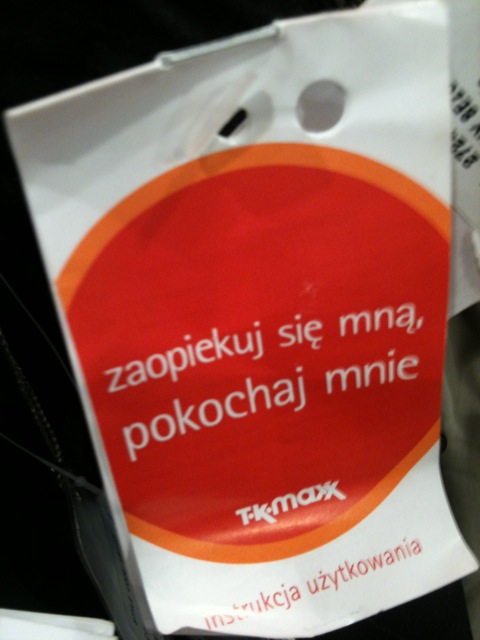 zaopiekuj się mną,
pokochaj mnie
T·K·maxx
instrukcja użytkowania